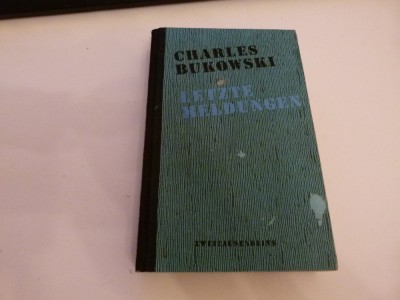 CHARLES
BUKOWSKI
LETZTE
MELDUNGEN
ZWEITAUSENDEINS